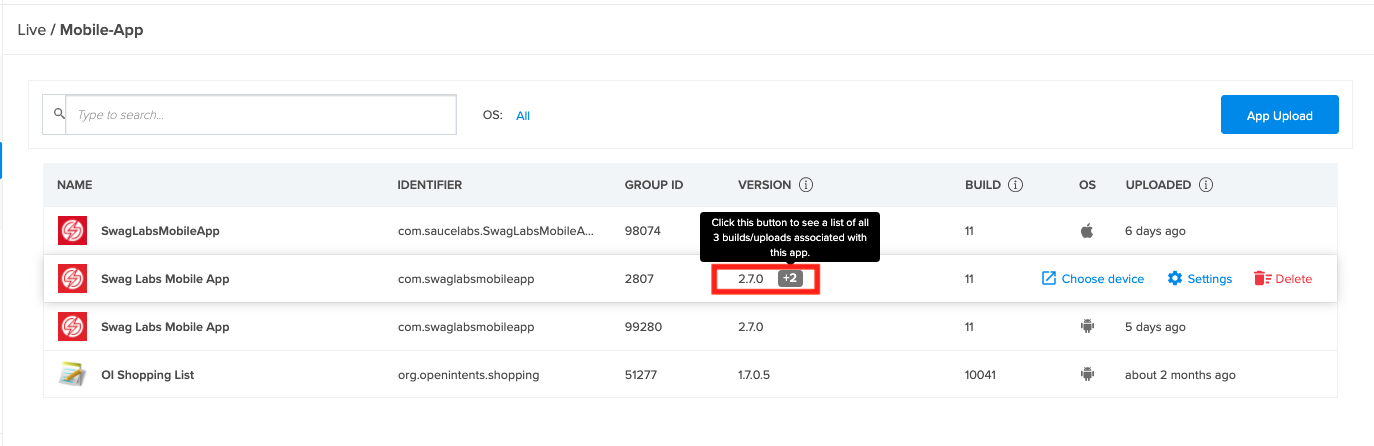 Live / Mobile-App
Type to search...
OS: All
App Upload
NAME IDENTIFIER GROUP ID VERSION BUILD OS UPLOADED
SwagLabsMobileApp com.saucelabs.SwagLabsMobileA... 98074 11 6 days ago
Click this button to see a list of all
3 builds/uploads associated with
this app.
Swag Labs Mobile App com.swaglabsmobileapp 2807 2.7.0 +2 11 Choose device Settings Delete
Swag Labs Mobile App com.swaglabsmobileapp 99280 2.7.0 11 5 days ago
OI Shopping List org.openintents.shopping 51277 1.7.0.5 10041 about 2 months ago